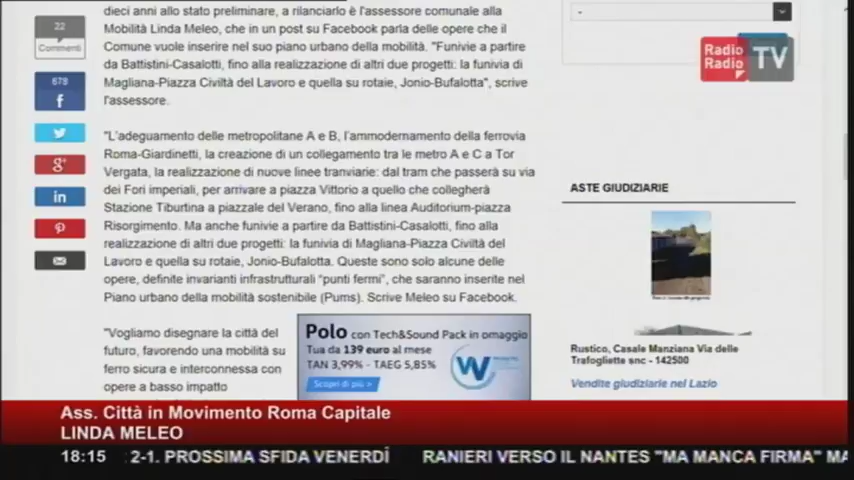 dieci anni allo stato preliminare, a rilanciarlo è l'assessore comunale alla
Mobilità Linda Meleo, che in un post su Facebook parla delle opere che il
Comune vuole inserire nel suo piano urbano della mobilità. "Funivie a partire
da Battistini-Casalotti, fino alla realizzazione di altri due progetti: la funivia di
Magliana-Piazza Civiltà del Lavoro e quella su rotaie, Jonio-Bufalotta", scrive
l'assessore.
"L'adeguamento delle metropolitane A e B, l'ammodernamento della ferrovia
Roma-Giardinetti, la creazione di un collegamento tra le metro A e C a Tor
Vergata, la realizzazione di nuove linee tranviarie: dal tram che passerà su via
dei Fori imperiali, per arrivare a piazza Vittorio a quello che collegherà
Stazione Tiburtina a piazzale del Verano, fino alla linea Auditorium-piazza
Risorgimento. Ma anche funivie a partire da Battistini-Casalotti, fino alla
realizzazione di altri due progetti: la funivia di Magliana-Piazza Civiltà del
Lavoro e quella su rotaie, Jonio-Bufalotta. Queste sono solo alcune delle
opere, definite invarianti infrastrutturali "punti fermi", che saranno inserite nel
Piano urbano della mobilità sostenibile (Pums). Scrive Meleo su Facebook.
"Vogliamo disegnare la città del
futuro, favorendo una mobilità su
ferro sicura e interconnessa con
opere a basso impatto
22
Commenti
678
f
g+
in
Polo con Tech&Sound Pack in omaggio
Tua da 139 euro al mese
TAN 3,99% - TAEG 5,85%
Scopri di più >
-
Radio
Radio TV
ASTE GIUDIZIARIE
Rustico, Casale Manziana Via delle
Trafogliette snc - 142500
Vendite giudiziarie nel Lazio
Ass. Città in Movimento Roma Capitale
LINDA MELEO
18:15 2-1. PROSSIMA SFIDA VENERDÌ RANIERI VERSO IL NANTES "MA MANCA FIRMA" MA